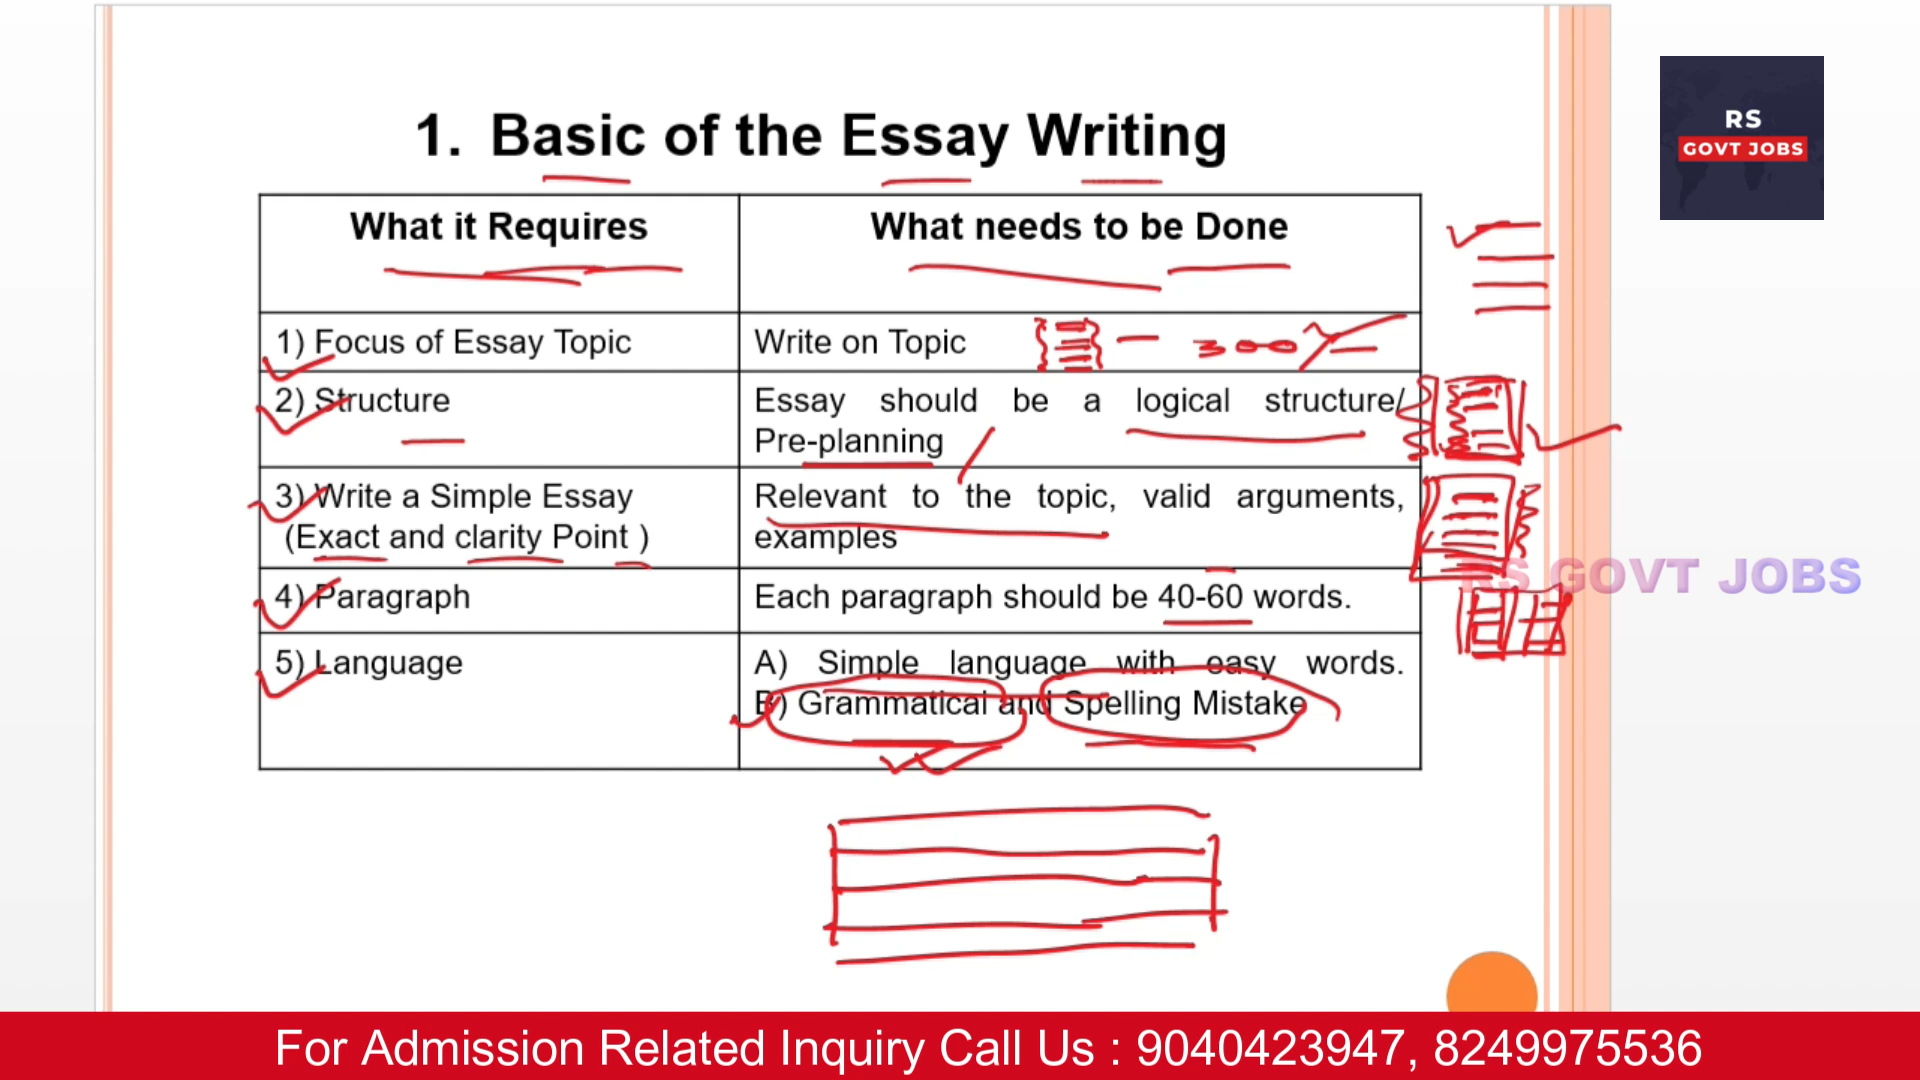 1. Basic of the Essay Writing
RS
GOVT JOBS
What it Requires
What needs to be Done
1) Focus of Essay Topic
Write on Topic
300
2) Structure
Essay should be a logical structure/
Pre-planning
3) Write a Simple Essay
(Exact and clarity Point )
Relevant to the topic, valid arguments,
examples
RS GOVT JOBS
4) Paragraph
Each paragraph should be 40-60 words.
5) Language
A) Simple language with easy words.
B) Grammatical and Spelling Mistake
For Admission Related Inquiry Call Us : 9040423947, 8249975536